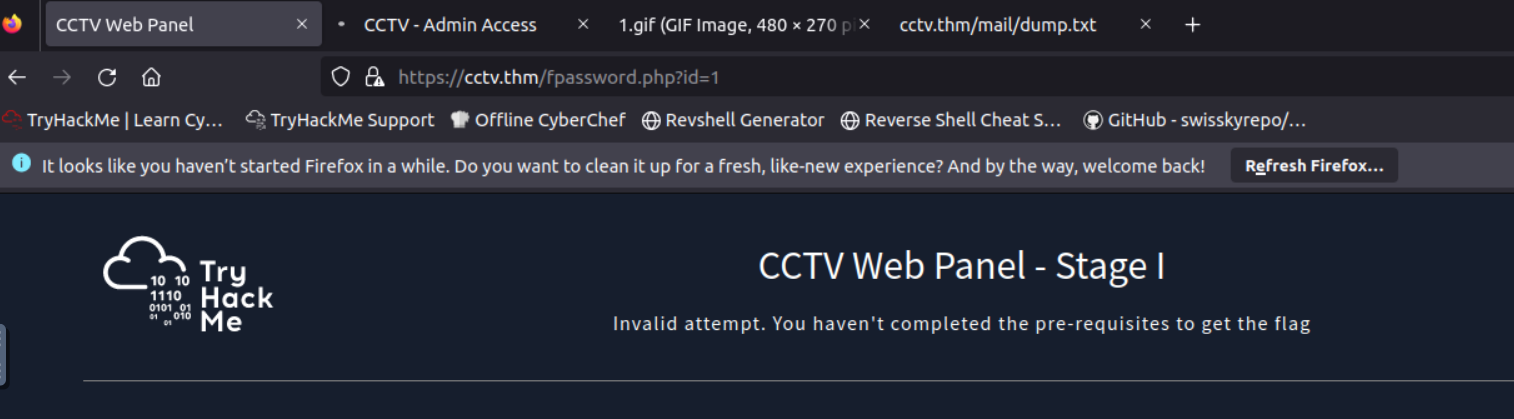 CCTV Web Panel × CCTV - Admin Access × 1.gif (GIF Image, 480 × 270 pi × cctv.thm/mail/dump.txt × +
https://cctv.thm/fpassword.php?id=1
TryHackMe | Learn Cy... TryHackMe Support Offline CyberChef Revshell Generator Reverse Shell Cheat S... GitHub - swisskyrepo/...
It looks like you haven't started Firefox in a while. Do you want to clean it up for a fresh, like-new experience? And by the way, welcome back! Refresh Firefox...
10 10
1110
0101 01
01 010
01
Try
Hack
Me
CCTV Web Panel - Stage I
Invalid attempt. You haven't completed the pre-requisites to get the flag